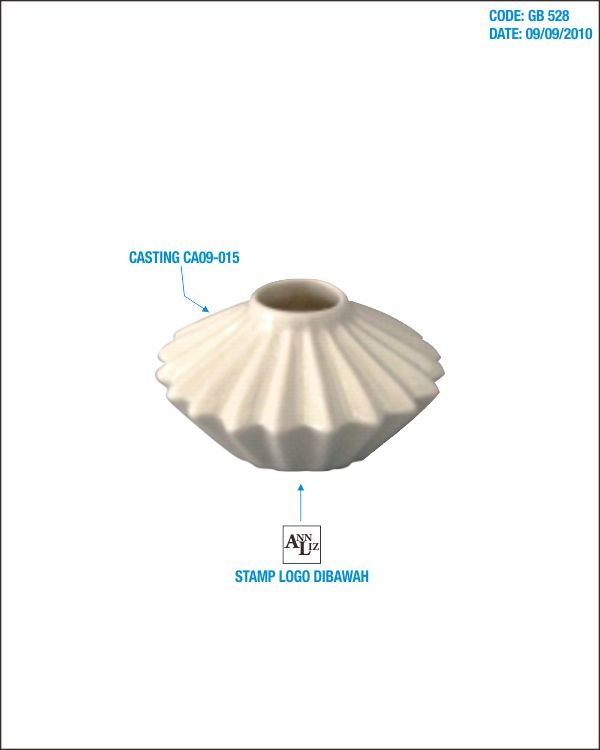 CODE: GB 528
DATE: 09/09/2010
CASTING CA09-015
ANN
LIZ
STAMP LOGO DIBAWAH